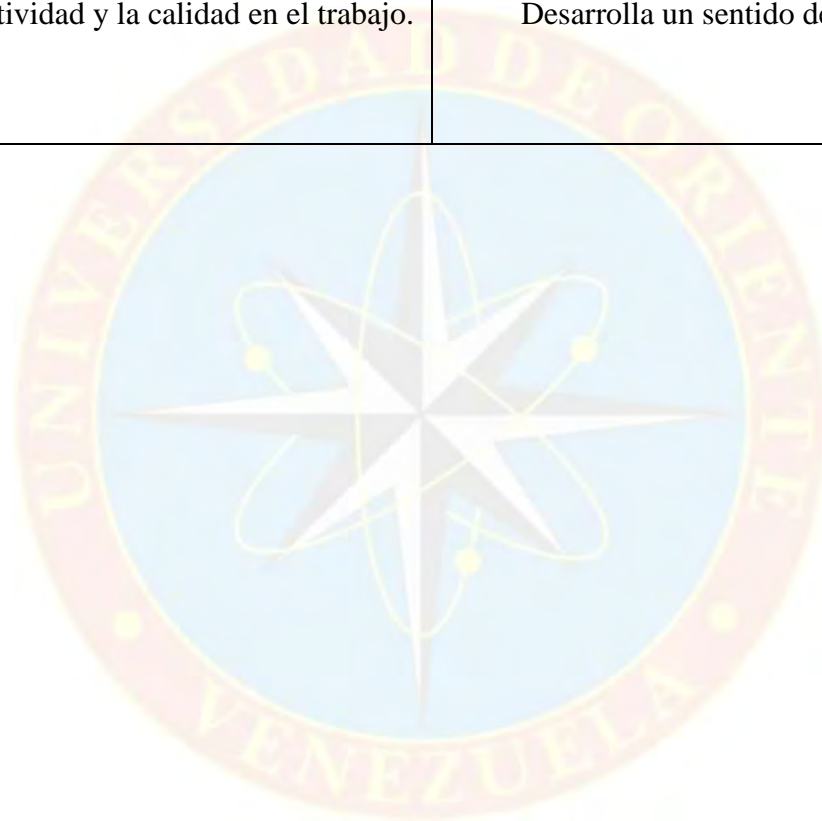 tividad y la calidad en el trabajo.
Desarrolla un sentido de
UNIVERSIDAD DE ORIENTE
VENEZUELA